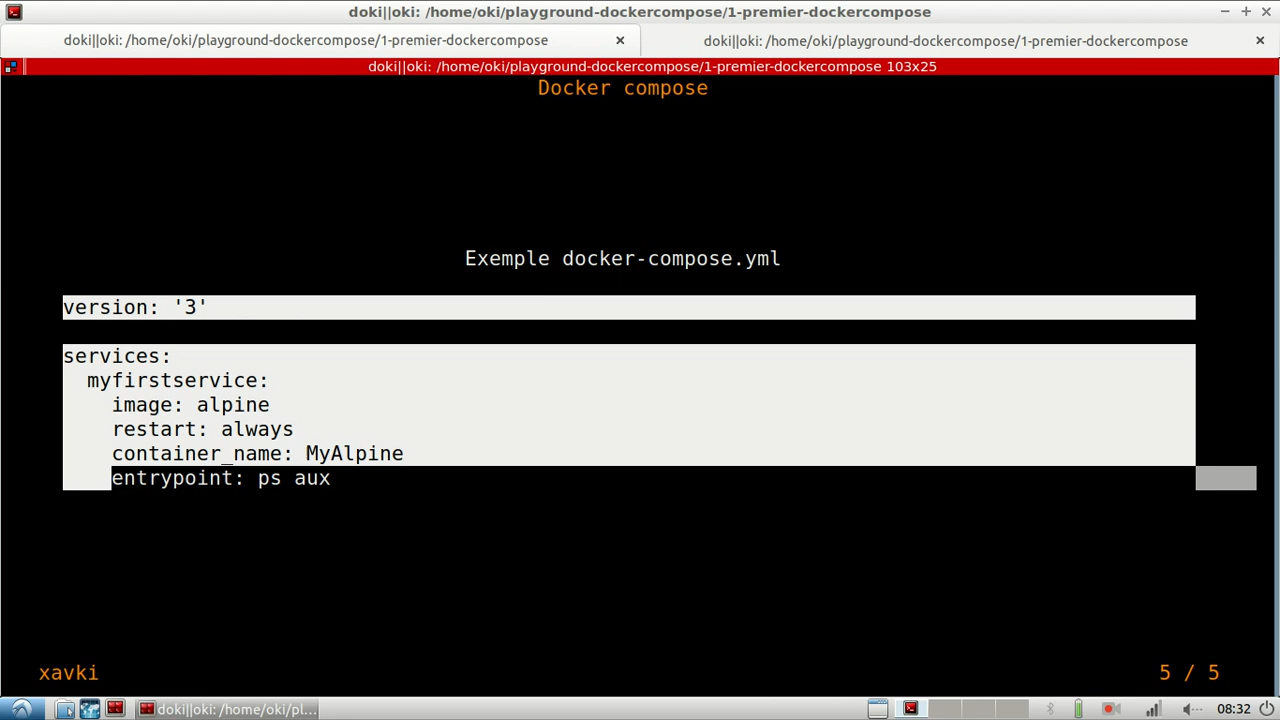 doki||oki: /home/oki/playground-dockercompose/1-premier-dockercompose
doki||oki: /home/oki/playground-dockercompose/1-premier-dockercompose
doki||oki: /home/oki/playground-dockercompose/1-premier-dockercompose
doki||oki: /home/oki/playground-dockercompose/1-premier-dockercompose 103x25
Docker compose
Exemple docker-compose.yml
version: '3'
services:
  myfirstservice:
    image: alpine
    restart: always
    container_name: MyAlpine
    entrypoint: ps aux
xavki
5 / 5
doki||oki: /home/oki/pl...
08:32